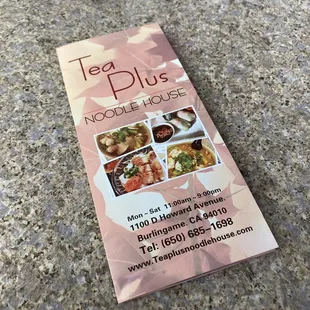 Tea
Plus
NOODLE HOUSE
Mon - Sat 11:00am - 9:00pm
1100 D Howard Avenue.
Burlingame, CA 94010
Tel: (650) 685-1698
www.Teaplusnoodlehouse.com